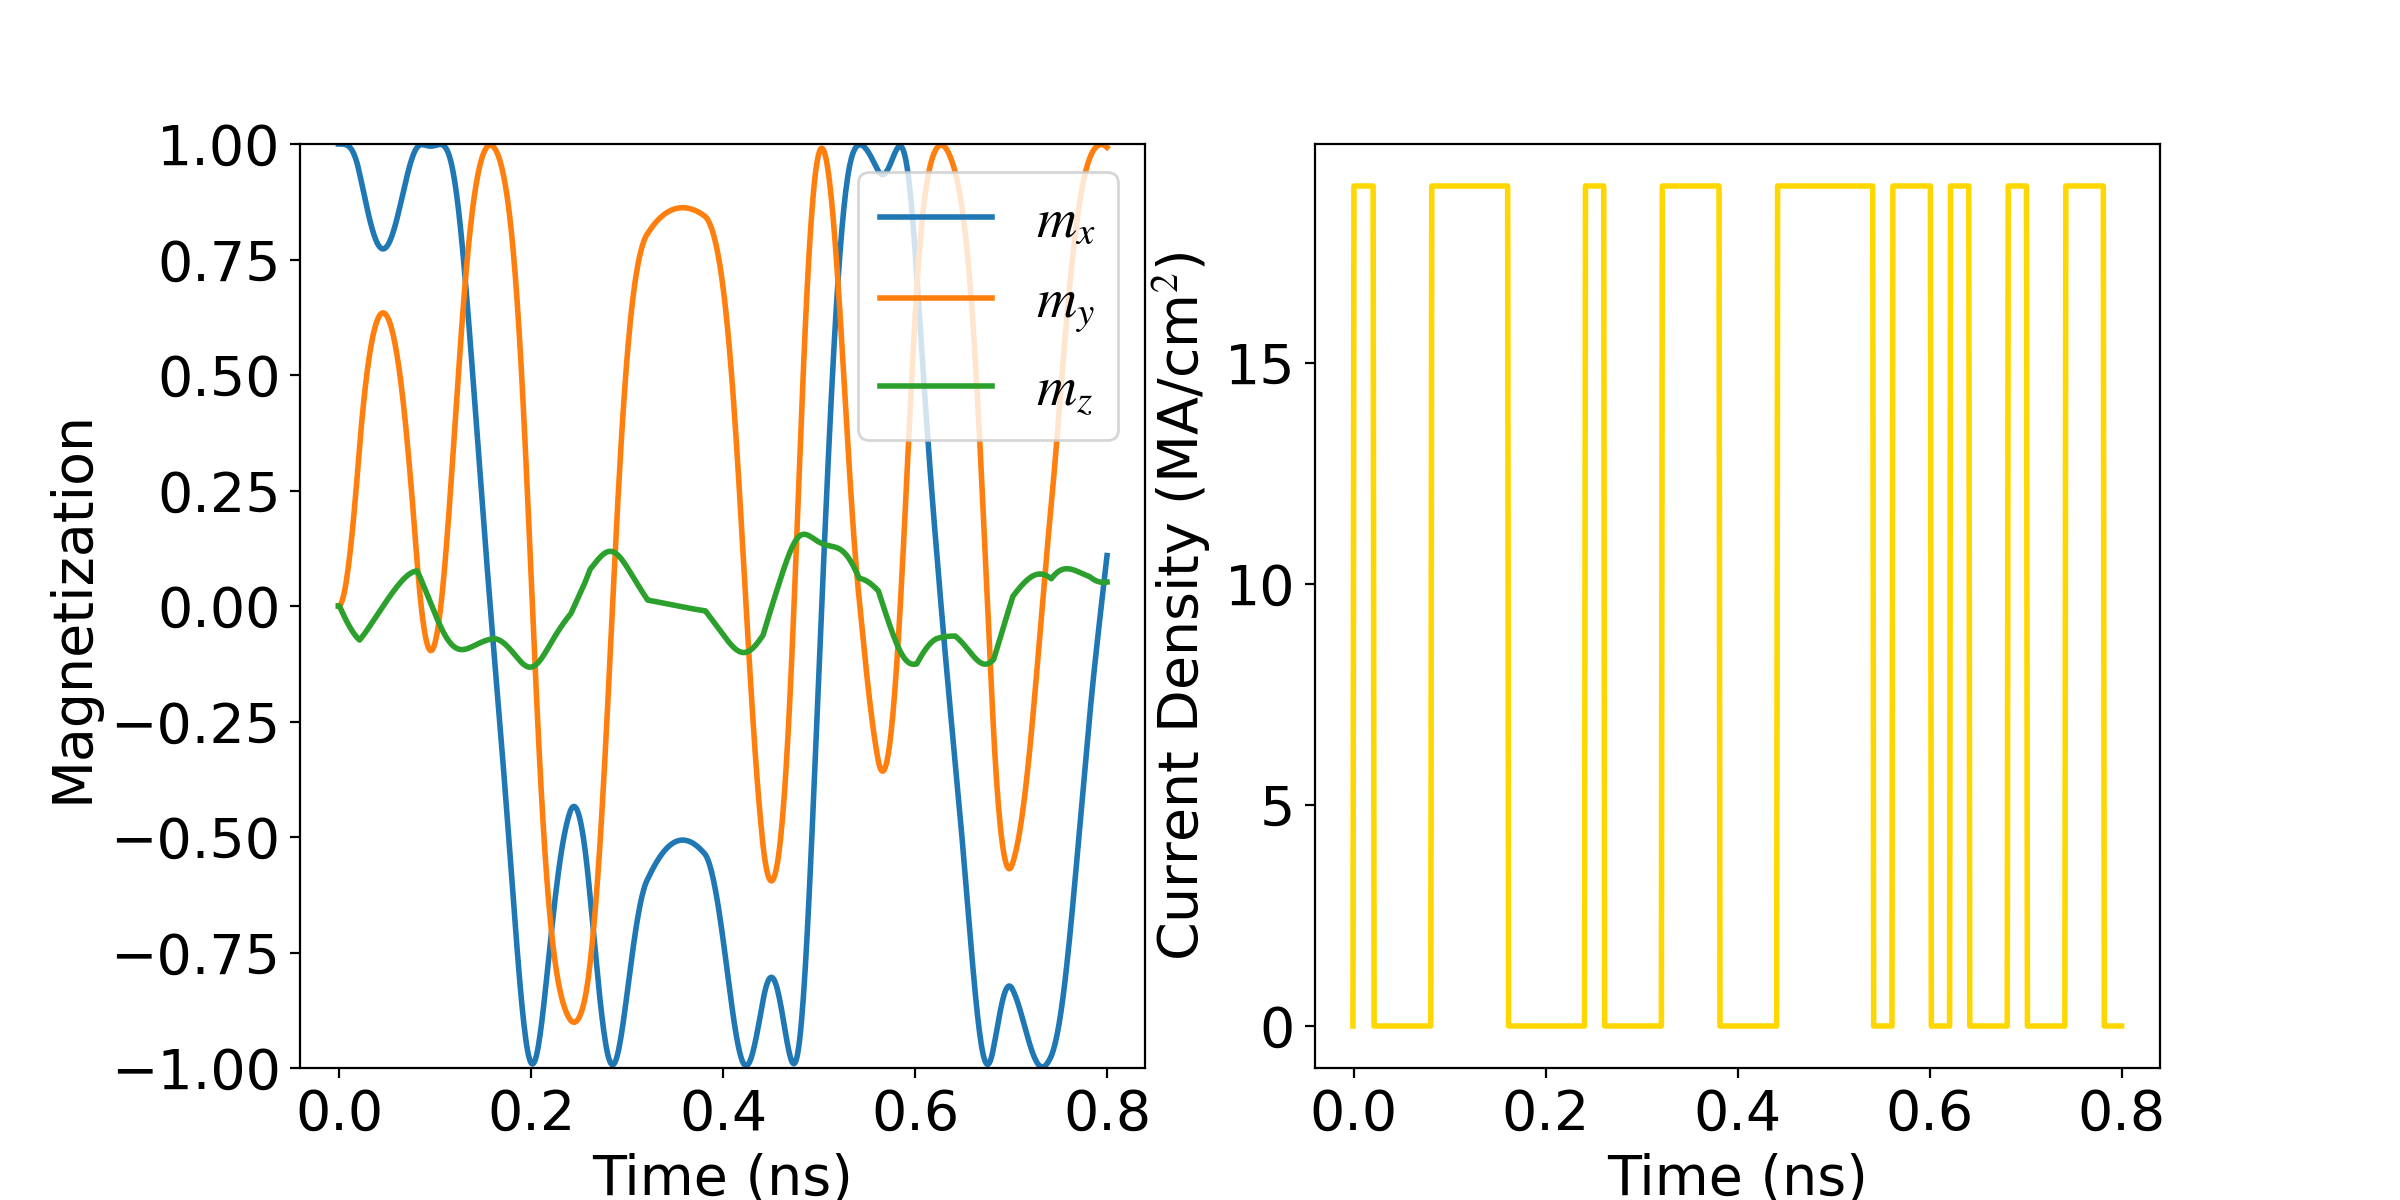 Magnetization
1.00
0.75
0.50
0.25
0.00
−0.25
−0.50
−0.75
−1.00
0.0 0.2 0.4 0.6 0.8
Time (ns)
m_x
m_y
m_z
Current Density (MA/cm²)
15
10
5
0
0.0 0.2 0.4 0.6 0.8
Time (ns)